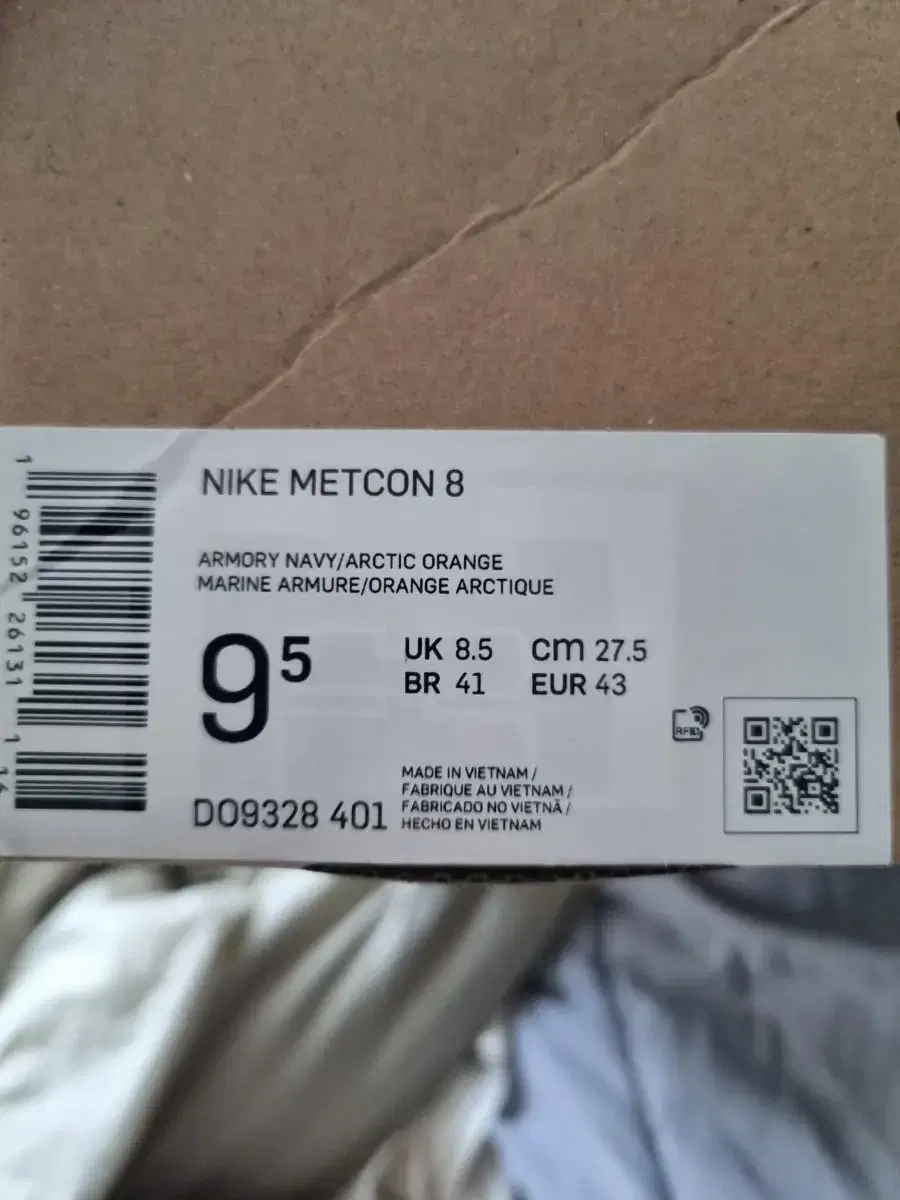 NIKE METCON 8
ARMORY NAVY/ARCTIC ORANGE
MARINE ARMURE/ORANGE ARCTIQUE
9⁵
UK 8.5 cm 27.5
BR 41 EUR 43
RFID
MADE IN VIETNAM /
FABRIQUE AU VIETNAM /
FABRICADO NO VIETNÃ /
HECHO EN VIETNAM
DO9328 401
1 96152 26131 1